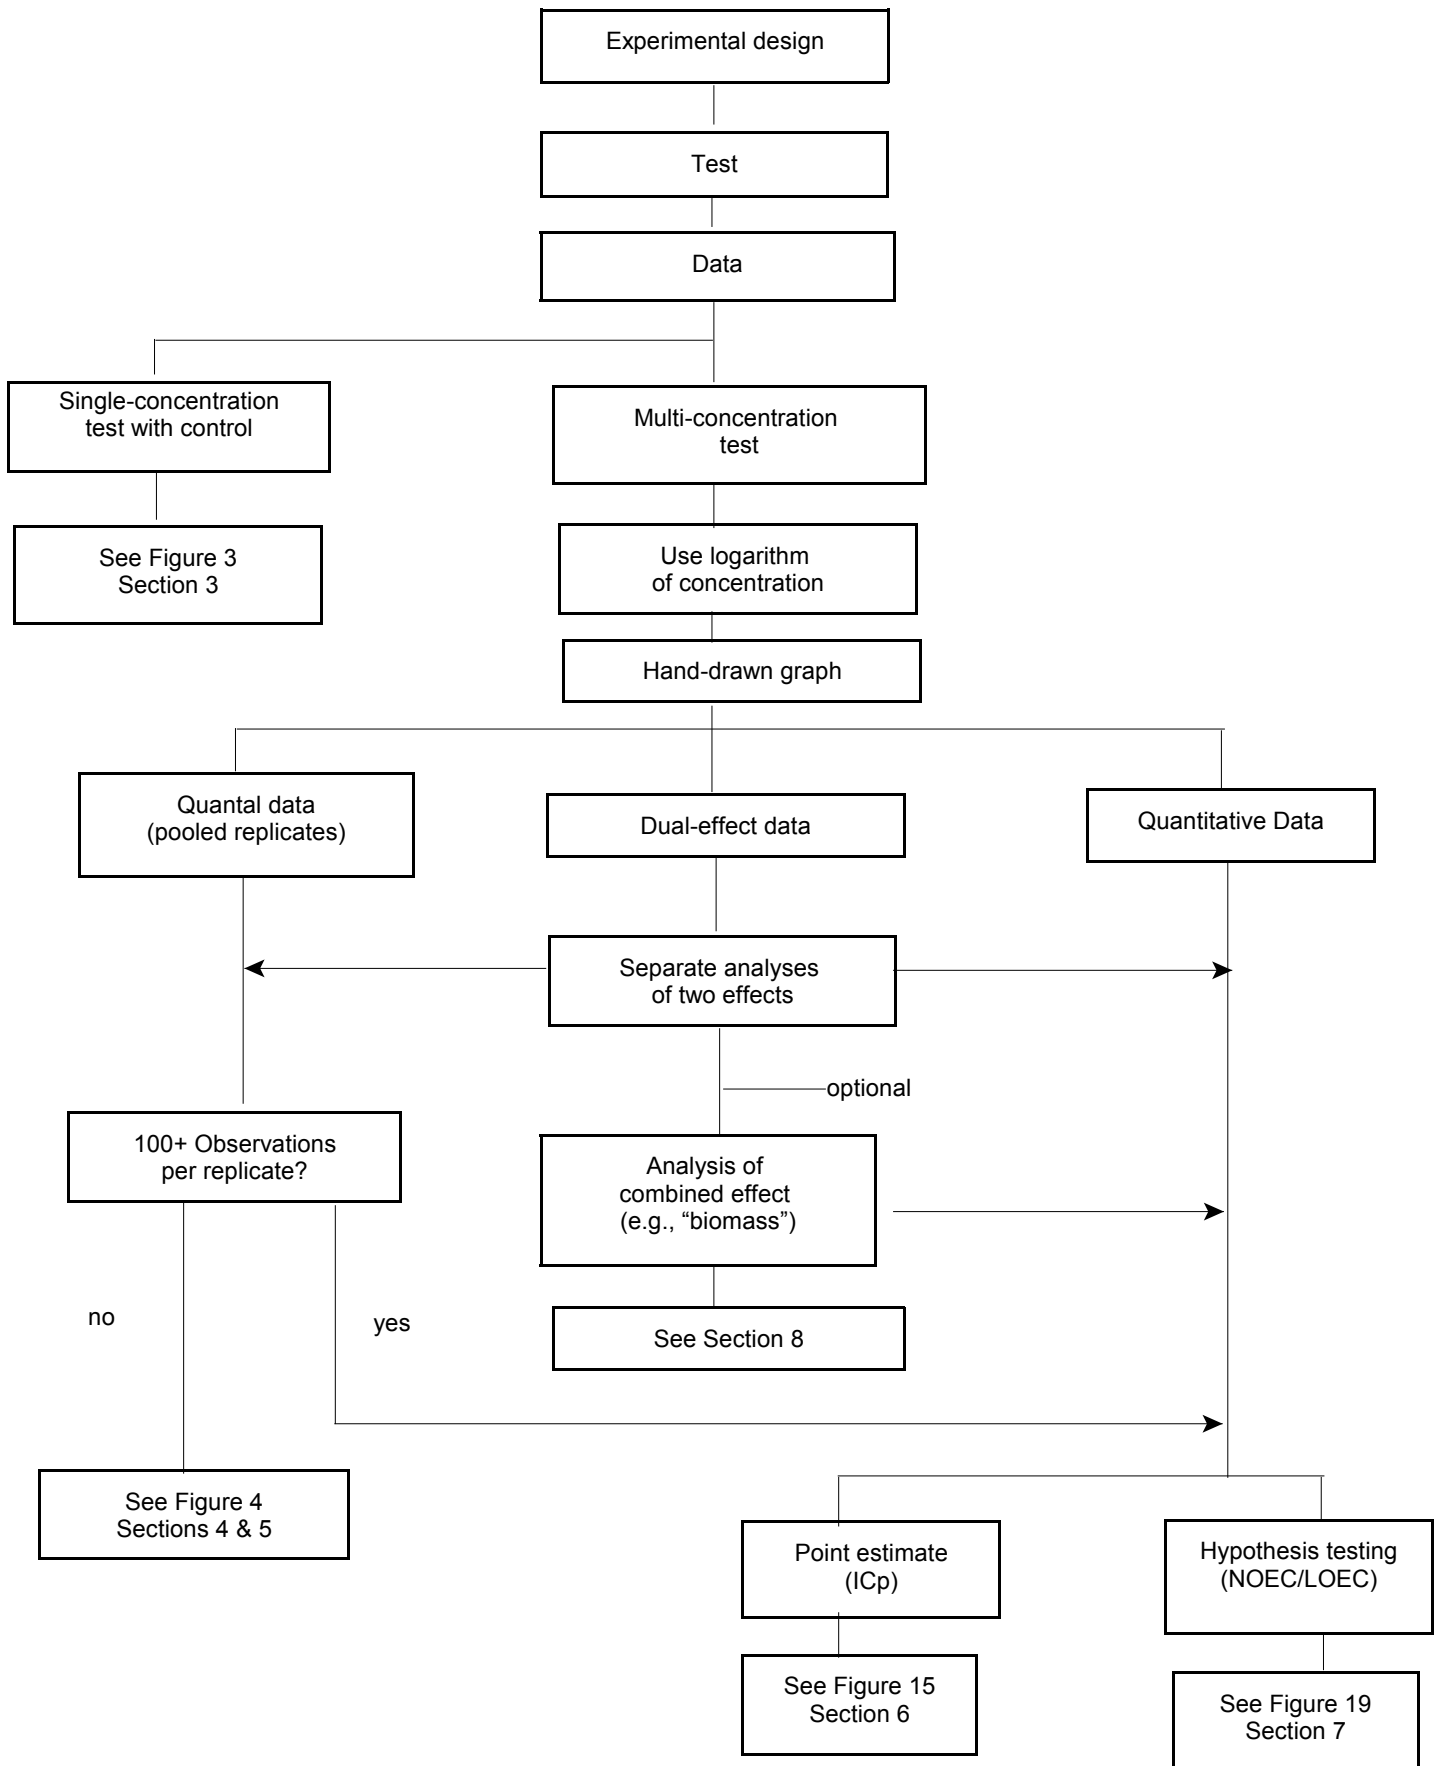 Experimental design
Test
Data
Single-concentration
test with control
Multi-concentration
test
See Figure 3
Section 3
Use logarithm
of concentration
Hand-drawn graph
Quantal data
(pooled replicates)
Dual-effect data
Quantitative Data
Separate analyses
of two effects
optional
100+ Observations
per replicate?
Analysis of
combined effect
(e.g., “biomass”)
no
yes
See Section 8
See Figure 4
Sections 4 & 5
Point estimate
(ICp)
Hypothesis testing
(NOEC/LOEC)
See Figure 15
Section 6
See Figure 19
Section 7